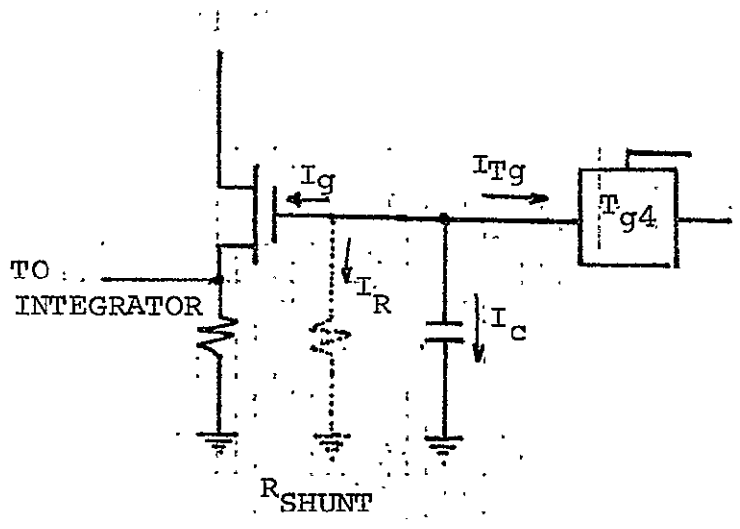 Ig
ITg
Tg4
TO
INTEGRATOR
IR
IC
RSHUNT